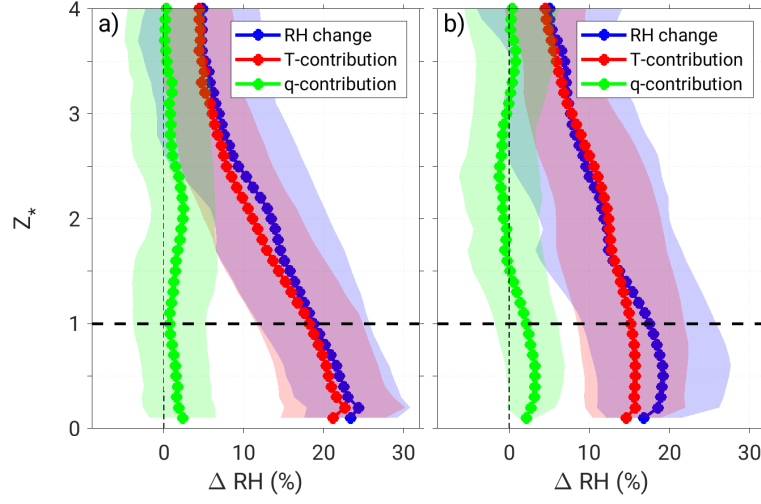 a)
RH change
T-contribution
q-contribution
b)
RH change
T-contribution
q-contribution
4
3
2
1
0
Z*
0 10 20 30
0 10 20 30
Δ RH (%)
Δ RH (%)